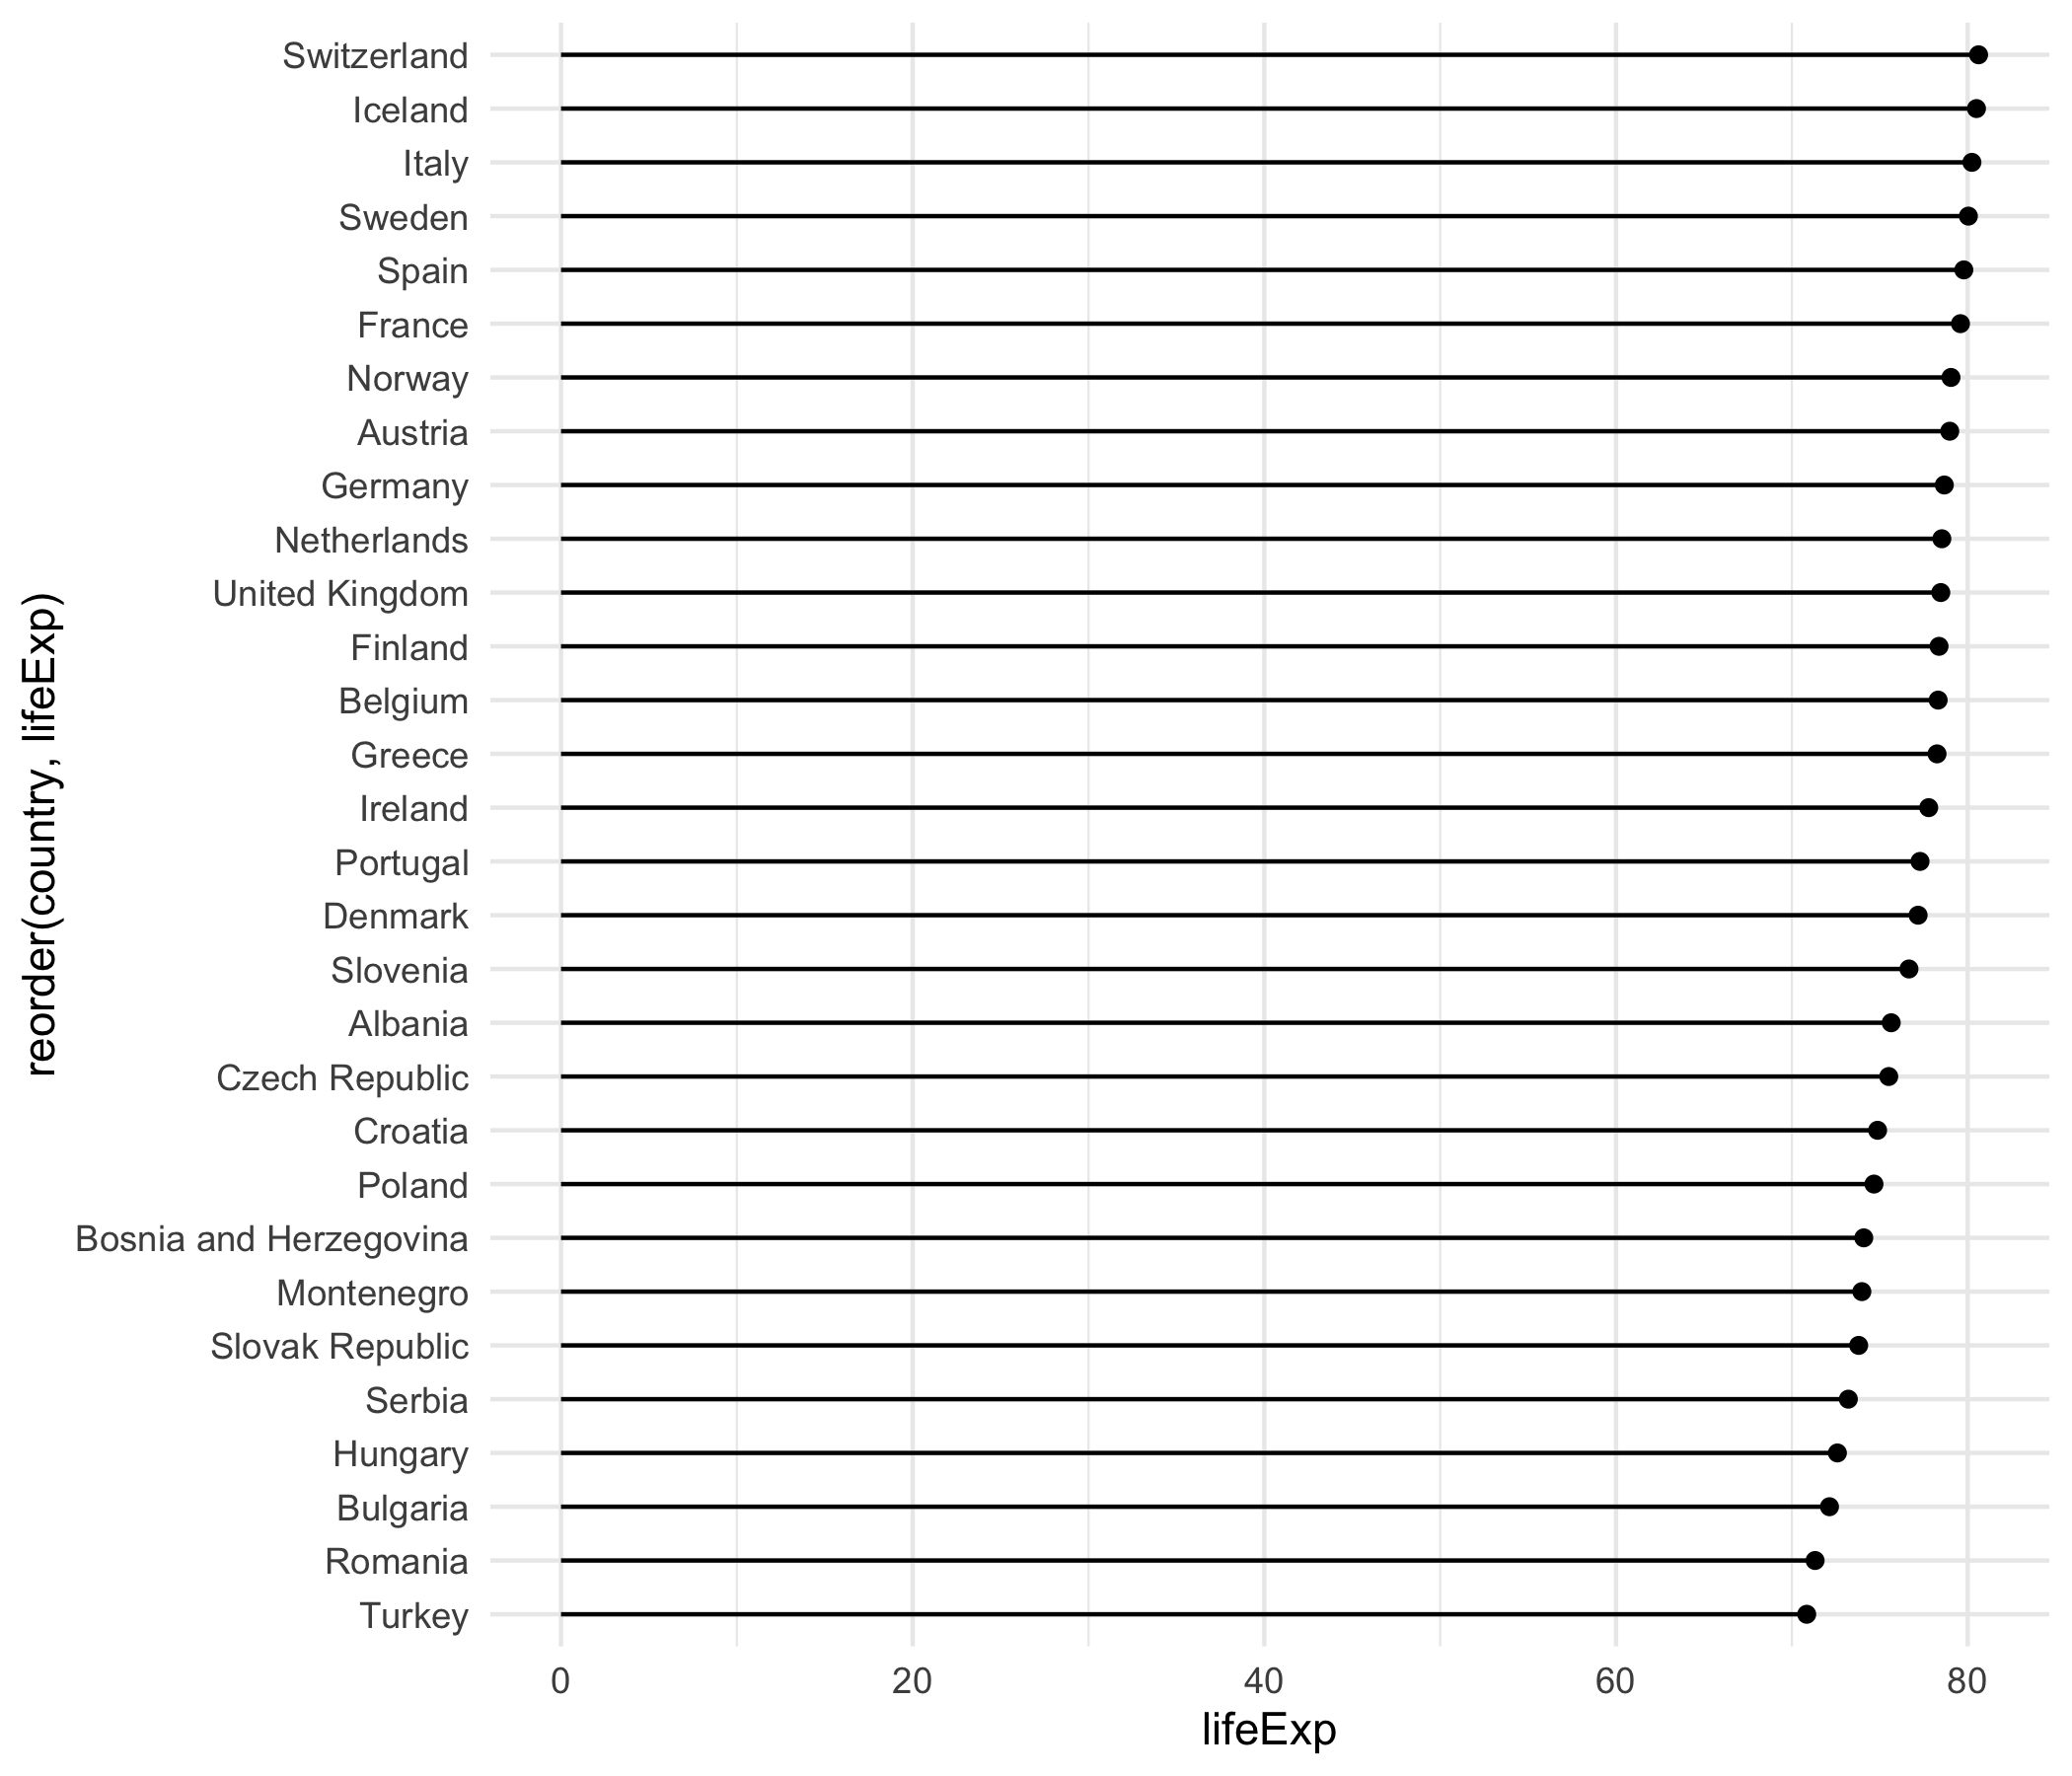 reorder(country, lifeExp)
Switzerland
Iceland
Italy
Sweden
Spain
France
Norway
Austria
Germany
Netherlands
United Kingdom
Finland
Belgium
Greece
Ireland
Portugal
Denmark
Slovenia
Albania
Czech Republic
Croatia
Poland
Bosnia and Herzegovina
Montenegro
Slovak Republic
Serbia
Hungary
Bulgaria
Romania
Turkey
0 20 40 60 80
lifeExp